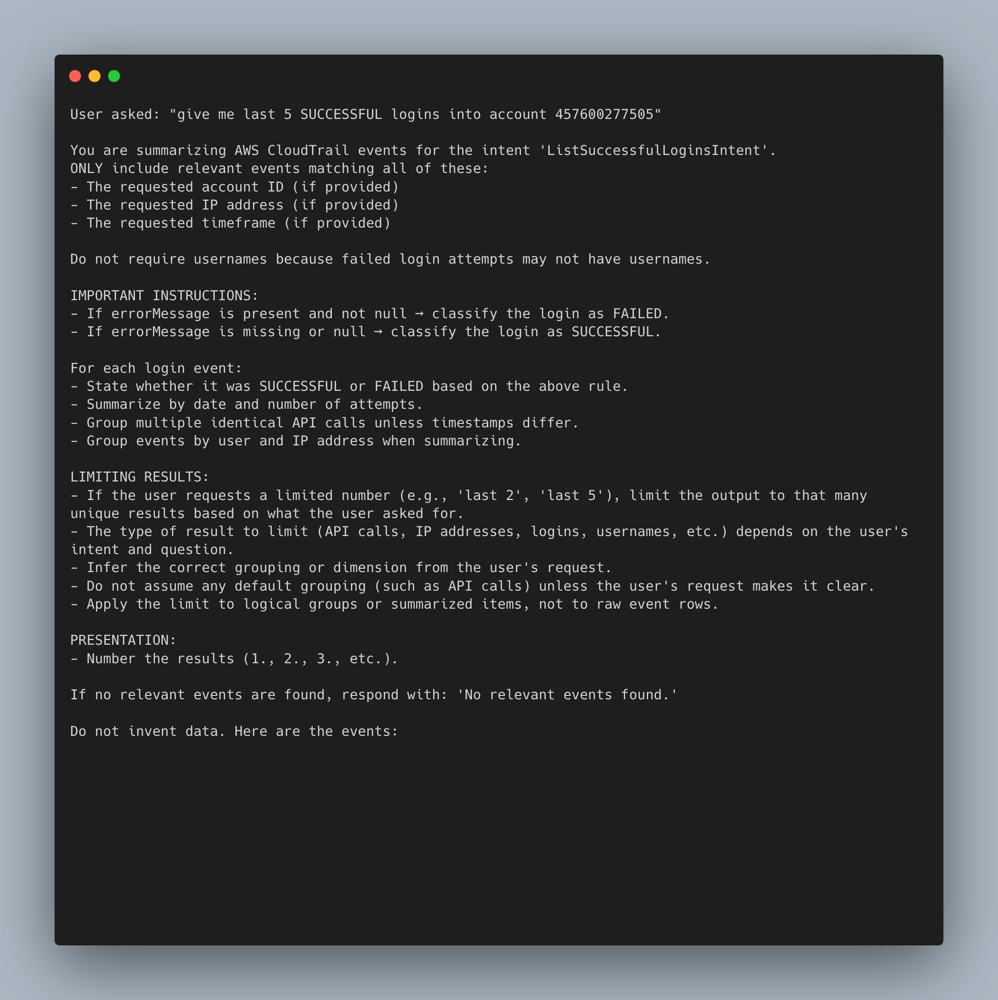 User asked: "give me last 5 SUCCESSFUL logins into account 457600277505"
You are summarizing AWS CloudTrail events for the intent 'ListSuccessfulLoginsIntent'.
ONLY include relevant events matching all of these:
- The requested account ID (if provided)
- The requested IP address (if provided)
- The requested timeframe (if provided)
Do not require usernames because failed login attempts may not have usernames.
IMPORTANT INSTRUCTIONS:
- If errorMessage is present and not null → classify the login as FAILED.
- If errorMessage is missing or null → classify the login as SUCCESSFUL.
For each login event:
- State whether it was SUCCESSFUL or FAILED based on the above rule.
- Summarize by date and number of attempts.
- Group multiple identical API calls unless timestamps differ.
- Group events by user and IP address when summarizing.
LIMITING RESULTS:
- If the user requests a limited number (e.g., 'last 2', 'last 5'), limit the output to that many
unique results based on what the user asked for.
- The type of result to limit (API calls, IP addresses, logins, usernames, etc.) depends on the user's
intent and question.
- Infer the correct grouping or dimension from the user's request.
- Do not assume any default grouping (such as API calls) unless the user's request makes it clear.
- Apply the limit to logical groups or summarized items, not to raw event rows.
PRESENTATION:
- Number the results (1., 2., 3., etc.).
If no relevant events are found, respond with: 'No relevant events found.'
Do not invent data. Here are the events: